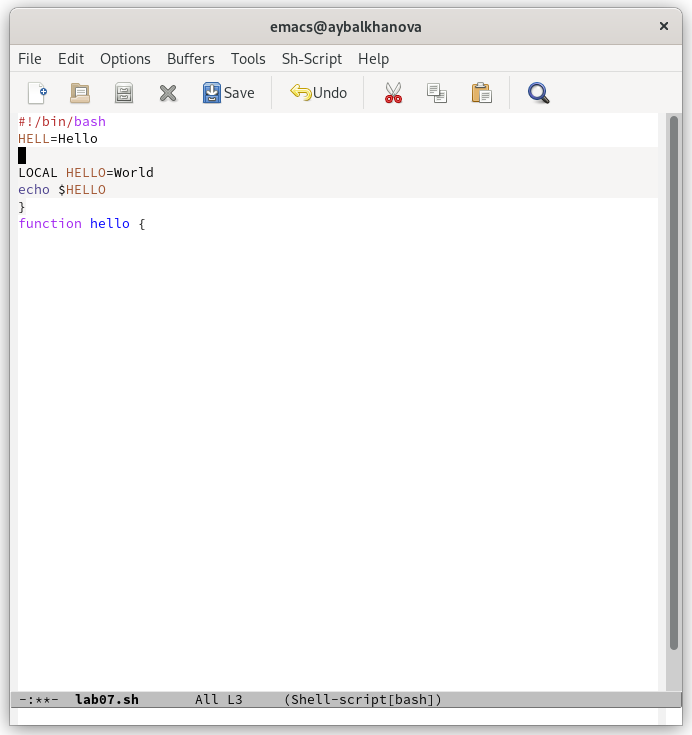 emacs@aybalkhanova ×
File Edit Options Buffers Tools Sh-Script Help
Save Undo
#!/bin/bash
HELL=Hello
LOCAL HELLO=World
echo $HELLO
}
function hello {
-:**- lab07.sh All L3 (Shell-script[bash])